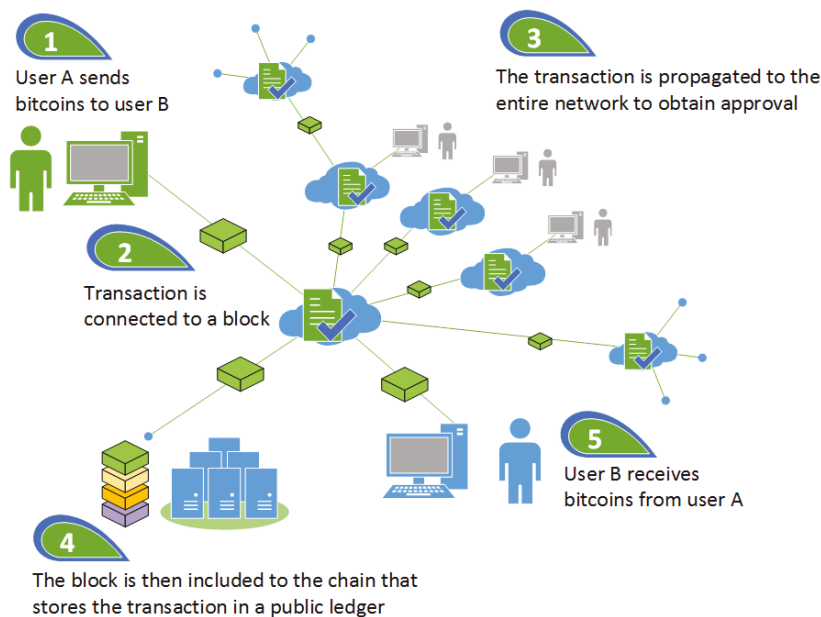 1
User A sends
bitcoins to user B
2
Transaction is
connected to a block
3
The transaction is propagated to the
entire network to obtain approval
4
The block is then included to the chain that
stores the transaction in a public ledger
5
User B receives
bitcoins from user A